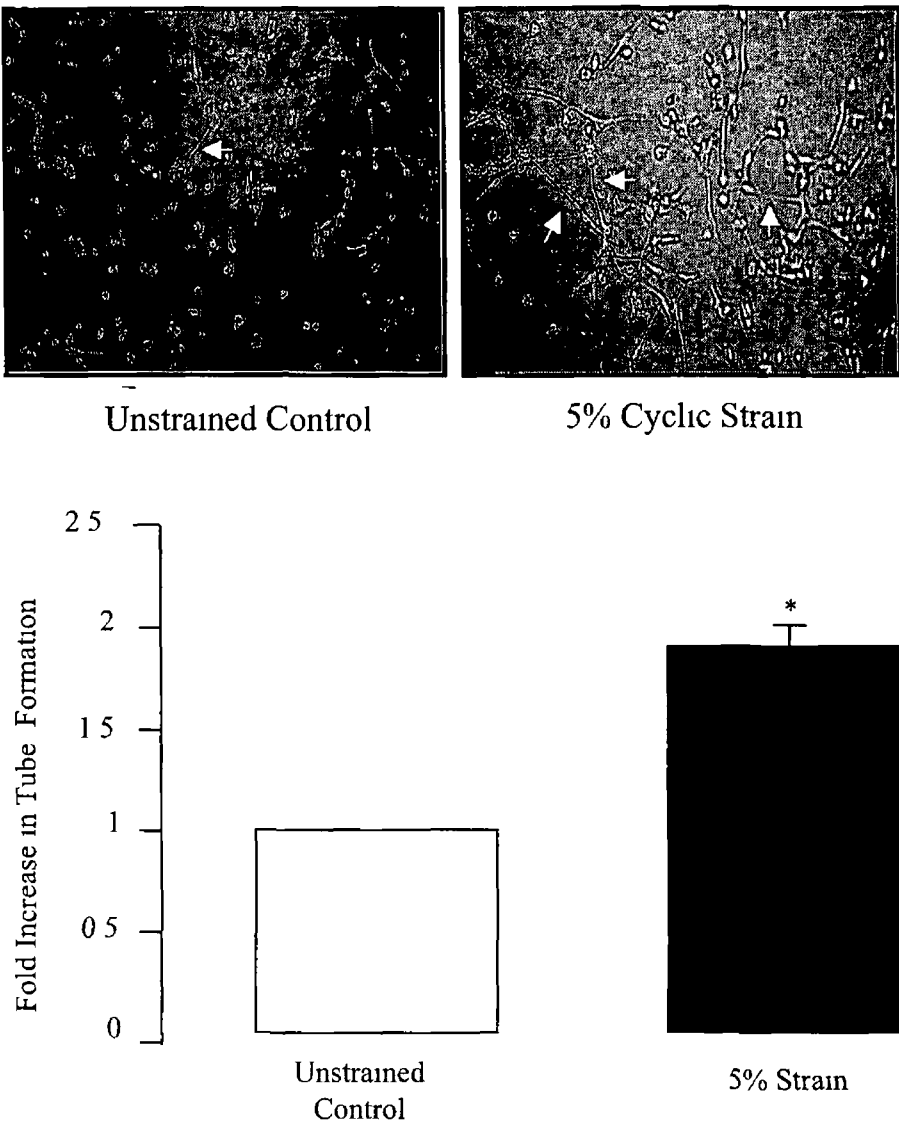 Unstrained Control
5% Cyclic Strain
Fold Increase in Tube Formation
2 5
2
1 5
1
0 5
0
*
Unstrained
Control
5% Strain